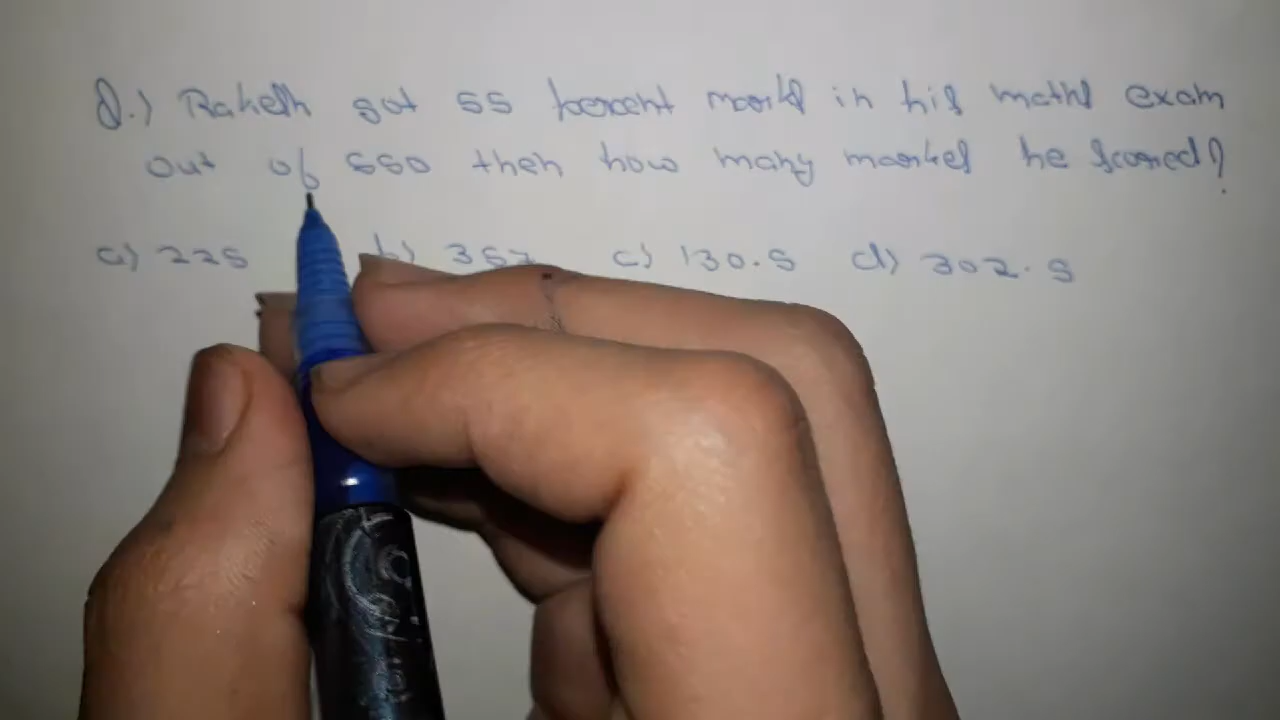 Q.) Rakesh got 55 percent marks in his maths exam
out of 550 then how many marks he scored?
a) 225 b) 357 c) 130.5 d) 302.5